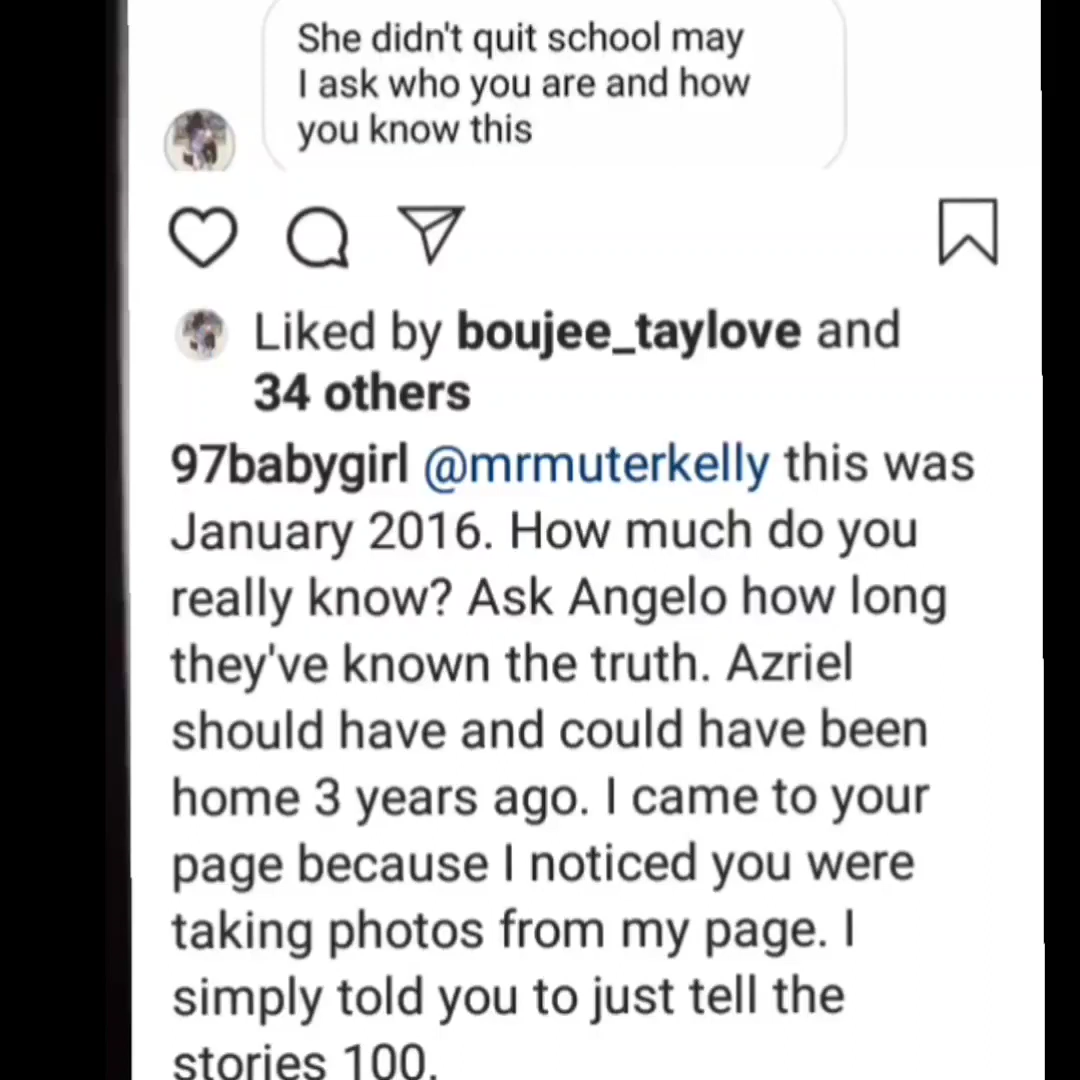 She didn't quit school may
I ask who you are and how
you know this
Liked by boujee_taylove and
34 others
97babygirl @mrmuterkelly this was
January 2016. How much do you
really know? Ask Angelo how long
they've known the truth. Azriel
should have and could have been
home 3 years ago. I came to your
page because I noticed you were
taking photos from my page. I
simply told you to just tell the
stories 100.